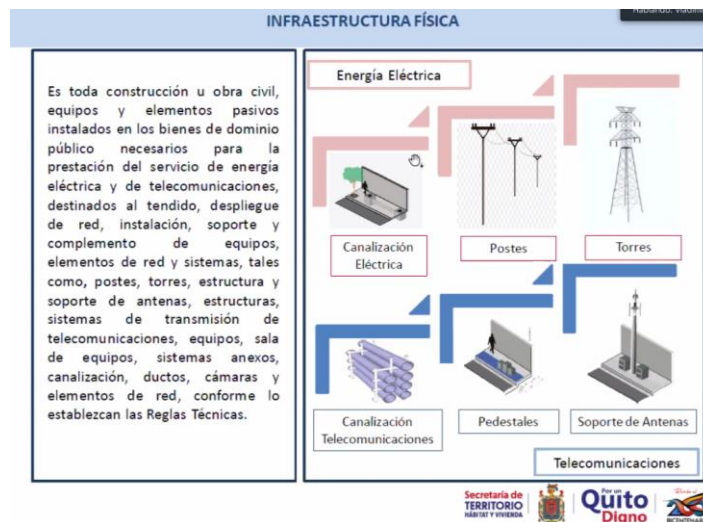 INFRAESTRUCTURA FÍSICA
Es toda construcción u obra civil,
equipos y elementos pasivos
instalados en los bienes de dominio
público necesarios para la
prestación del servicio de energía
eléctrica y de telecomunicaciones,
destinados al tendido, despliegue
de red, instalación, soporte y
complemento de equipos,
elementos de red y sistemas, tales
como, postes, torres, estructura y
soporte de antenas, estructuras,
sistemas de transmisión de
telecomunicaciones, equipos, sala
de equipos, sistemas anexos,
canalización, ductos, cámaras y
elementos de red, conforme lo
establezcan las Reglas Técnicas.
Energía Eléctrica
Canalización
Eléctrica
Postes
Torres
Canalización
Telecomunicaciones
Pedestales
Soporte de Antenas
Telecomunicaciones
Secretaría de
TERRITORIO
HÁBITAT Y VIVIENDA
Por un
Quito
Digno